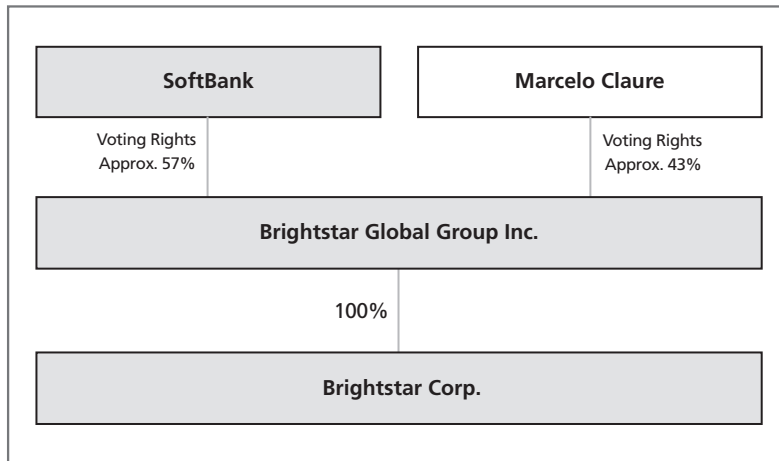 SoftBank
Marcelo Claure
Voting Rights
Approx. 57%
Voting Rights
Approx. 43%
Brightstar Global Group Inc.
100%
Brightstar Corp.